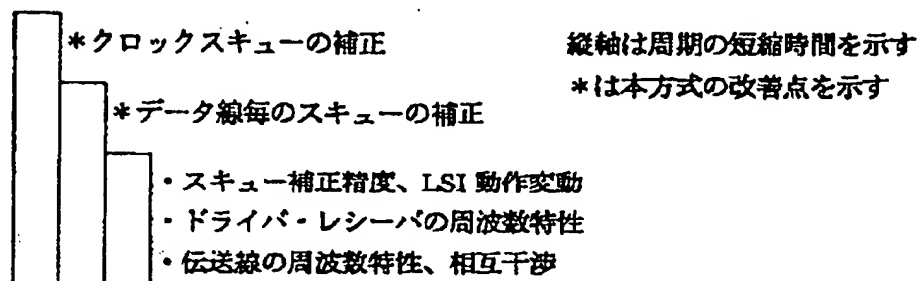 *クロックスキューの補正
縦軸は周期の短縮時間を示す
*は本方式の改善点を示す
*データ線毎のスキューの補正
・スキュー補正精度、LSI 動作変動
・ドライバ・レシーバの周波数特性
・伝送線の周波数特性、相互干渉